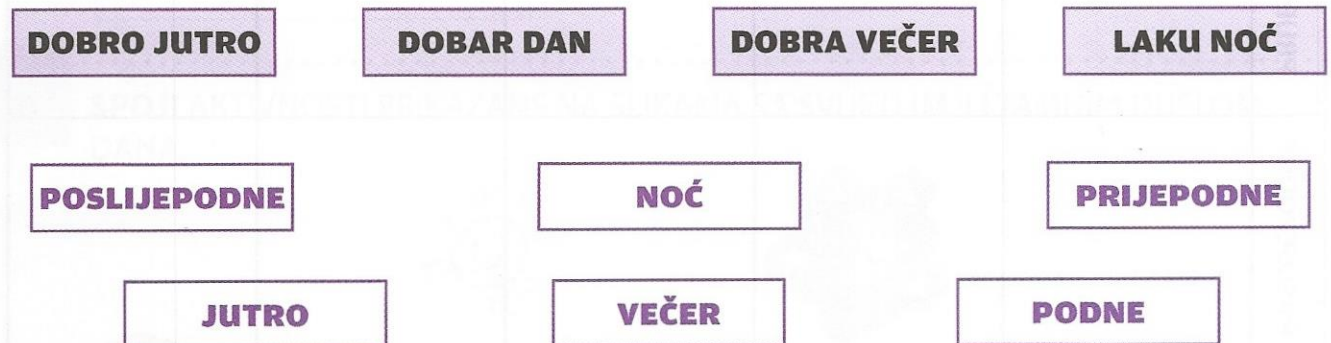 DOBRO JUTRO DOBAR DAN DOBRA VEČER LAKU NOĆ
POSLIJEPODNE NOĆ PRIJEPODNE
JUTRO VEČER PODNE